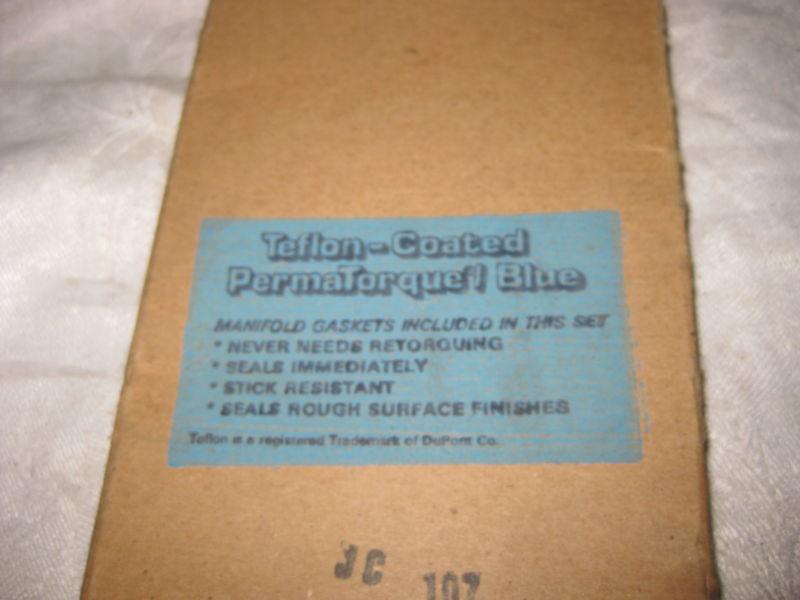 Teflon-Coated
PermaTorque! Blue
MANIFOLD GASKETS INCLUDED IN THIS SET
* NEVER NEEDS RETORQUING
* SEALS IMMEDIATELY
* STICK RESISTANT
* SEALS ROUGH SURFACE FINISHES
Teflon is a registered Trademark of DuPont Co.
JC 107